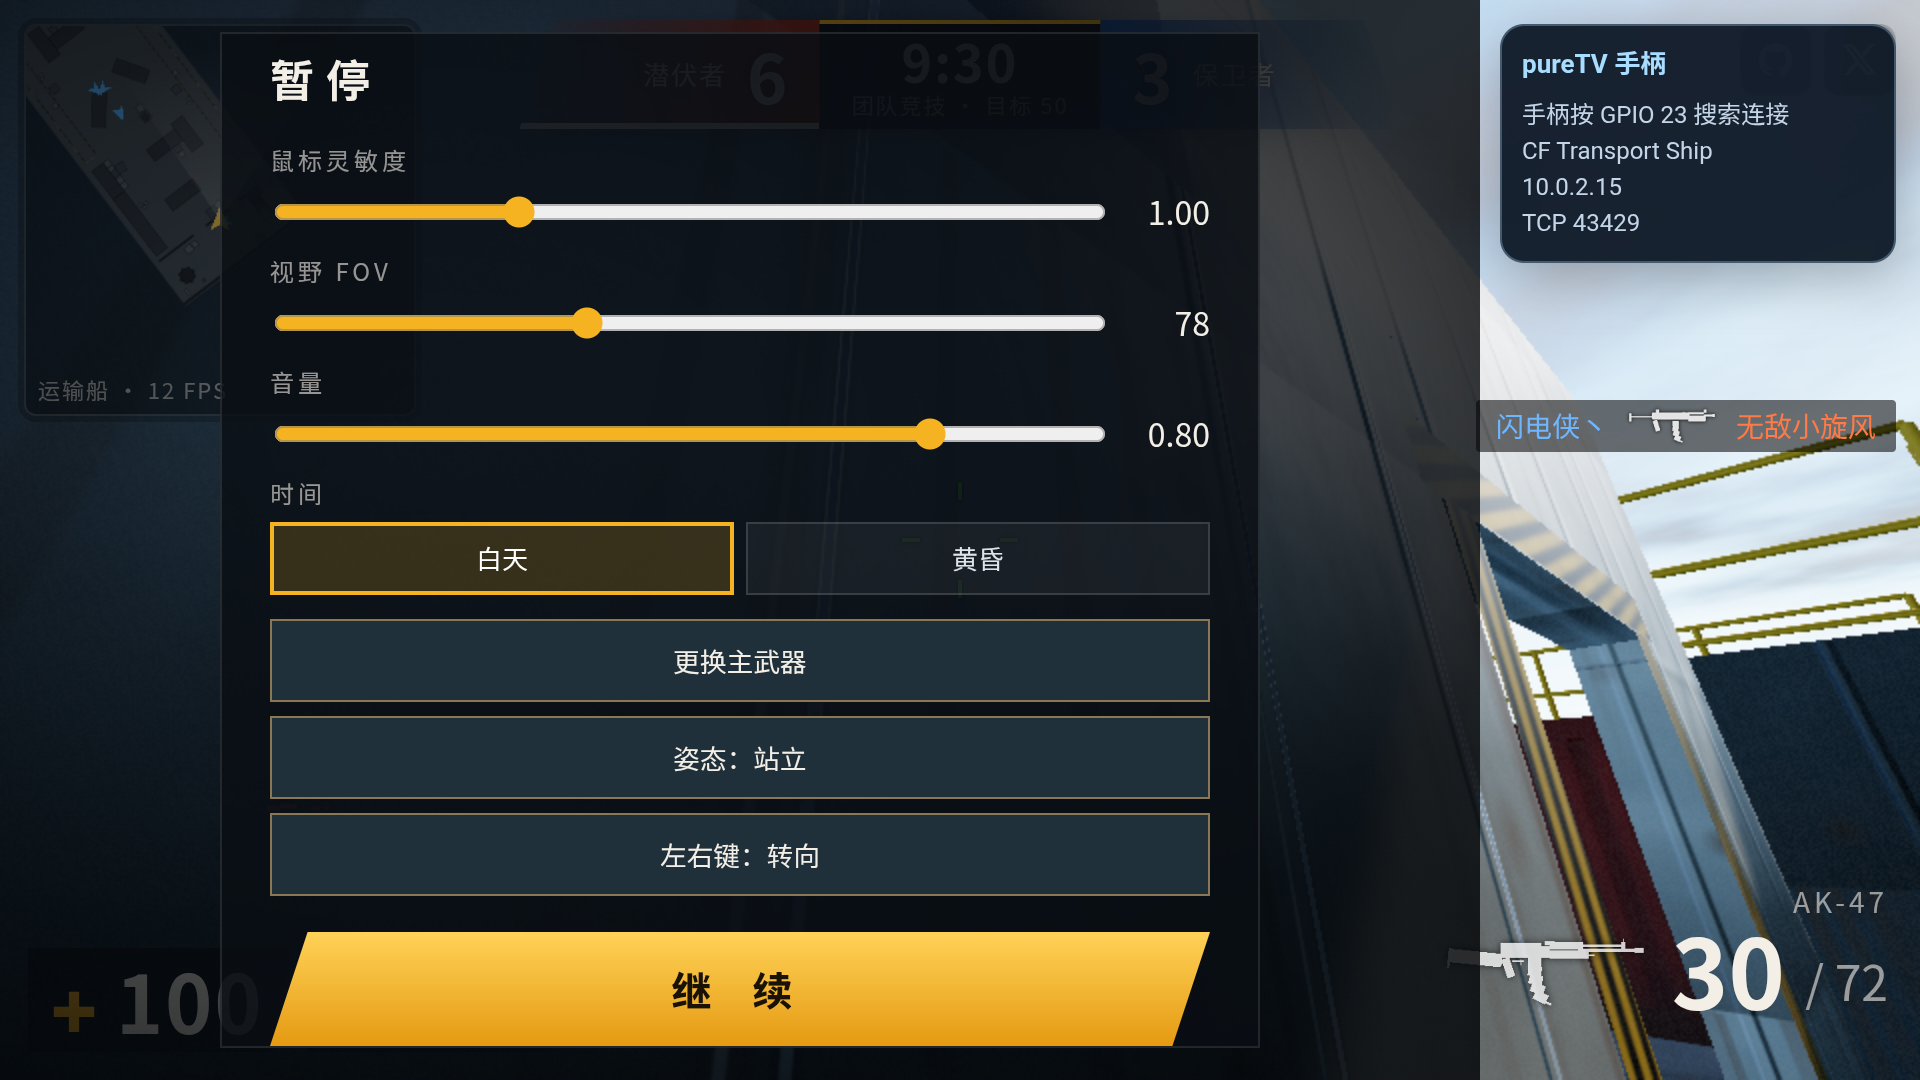 暂停
潜伏者 6 9:30 3 保卫者
团队竞技 · 目标 50
鼠标灵敏度
1.00
视野 FOV
78
运输船 · 12 FPS
音量
0.80
时间
白天 黄昏
更换主武器
姿态：站立
左右键：转向
继续
+ 100
pureTV 手柄
手柄按 GPIO 23 搜索连接
CF Transport Ship
10.0.2.15
TCP 43429
闪电侠丶 无敌小旋风
AK-47
30 / 72